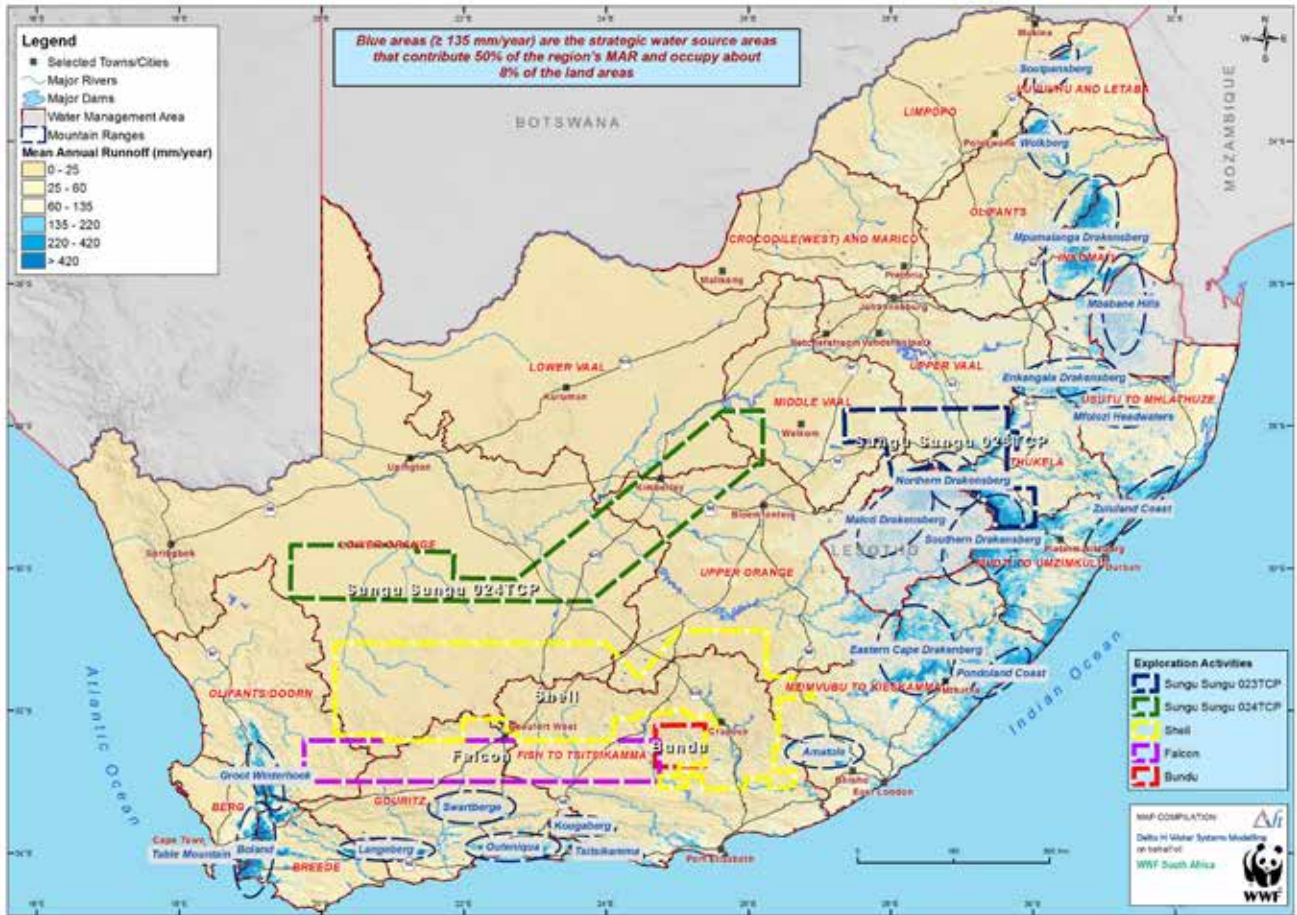 Legend
Selected Towns/Cities
Major Rivers
Major Dams
Water Management Area
Mountain Ranges
Mean Annual Runoff (mm/year)
0 - 25
25 - 60
60 - 135
135 - 220
220 - 420
> 420
Blue areas (≥ 135 mm/year) are the strategic water source areas
that contribute 50% of the region's MAR and occupy about
8% of the land areas
BOTSWANA
MOZAMBIQUE
Soutpansberg
LIMPOPO
Wolkberg
OLIFANTS
Mpumalanga Drakensberg
CROCODILE(WEST) AND MARICO
INKOMATI
Mafikeng
Pretoria
Mbabane Hills
Johannesburg
LOWER VAAL
UPPER VAAL
Enkangala Drakensberg
Kuruman
MIDDLE VAAL
USUTU TO MHLATHUZE
Mfolozi Headwaters
Welkom
Sungu Sungu 023TCP
THUKELA
Upington
Kimberley
Northern Drakensberg
Bloemfontein
Zululand Coast
Maloti Drakensberg
Springbok
LOWER ORANGE
Southern Drakensberg
LESOTHO
Durban
UPPER ORANGE
Sungu Sungu 024TCP
Eastern Cape Drakensberg
Pondoland Coast
Atlantic Ocean
Indian Ocean
OLIFANTS/DOORN
Shell
Beaufort West
Cradock
Falcon
FISH TO TSITSIKAMMA
Bundu
Amatola
Bhisho
East London
Groot Winterhoek
BERG
GOURITZ
Swartberge
Kougaberg
Cape Town
Table Mountain
Boland
Langeberg
Outeniqua
Tsitsikamma
Port Elizabeth
BREEDE
Exploration Activities
Sungu Sungu 023TCP
Sungu Sungu 024TCP
Shell
Falcon
Bundu
MAP COMPILATION:
Delta H Water Systems Modelling
on behalf of:
WWF South Africa
WWF